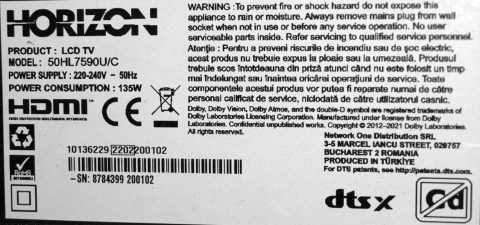 HORIZON
PRODUCT : LCD TV
MODEL: 50HL7590U/C
POWER SUPPLY : 220-240V ~ 50Hz
POWER CONSUMPTION : 135W
HDMI
HIGH-DEFINITION MULTIMEDIA INTERFACE
WARNING :To prevent fire or shock hazard do not expose this
appliance to rain or moisture. Always remove plug from wall
socket when not in use or before any service operation. No user
serviceable parts inside. Refer servicing to qualified service personnel.
Atenţie : Pentru a preveni riscurile de incendiu sau de şoc electric,
acest produs nu trebuie expus la ploaie sau la umezeală. Produsul
trebuie scos întotdeauna din priză atunci când nu este folosit un timp
mai îndelungat sau înaintea oricărei operaţiuni de service. Toate
componentele acestui produs vor putea fi reparate numai de către
personal calificat de service, niciodată de către utilizatorul casnic.
Dolby, Dolby Vision, Dolby Atmos, and the double-D symbol are registered trademarks of
Dolby Laboratories Licensing Corporation. Manufactured under license from Dolby
Laboratories. Confidential unpublished works. Copyright © 2012–2021 Dolby Laboratories.
Network One Distribution SRL
3-5 MARCEL IANCU STREET, 020757
BUCHAREST 2 ROMANIA
PRODUCED IN TÜRKİYE
For DTS patents, see http://patents.dts.com.
10136229 2202 200102
-SN: 8784399 200102
dts x
Cd